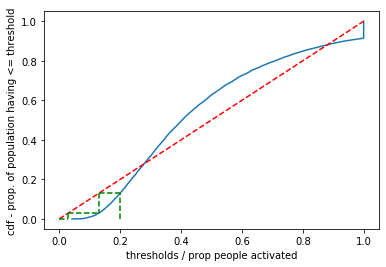 cdf - prop. of population having <= threshold
1.0
0.8
0.6
0.4
0.2
0.0
0.0 0.2 0.4 0.6 0.8 1.0
thresholds / prop people activated